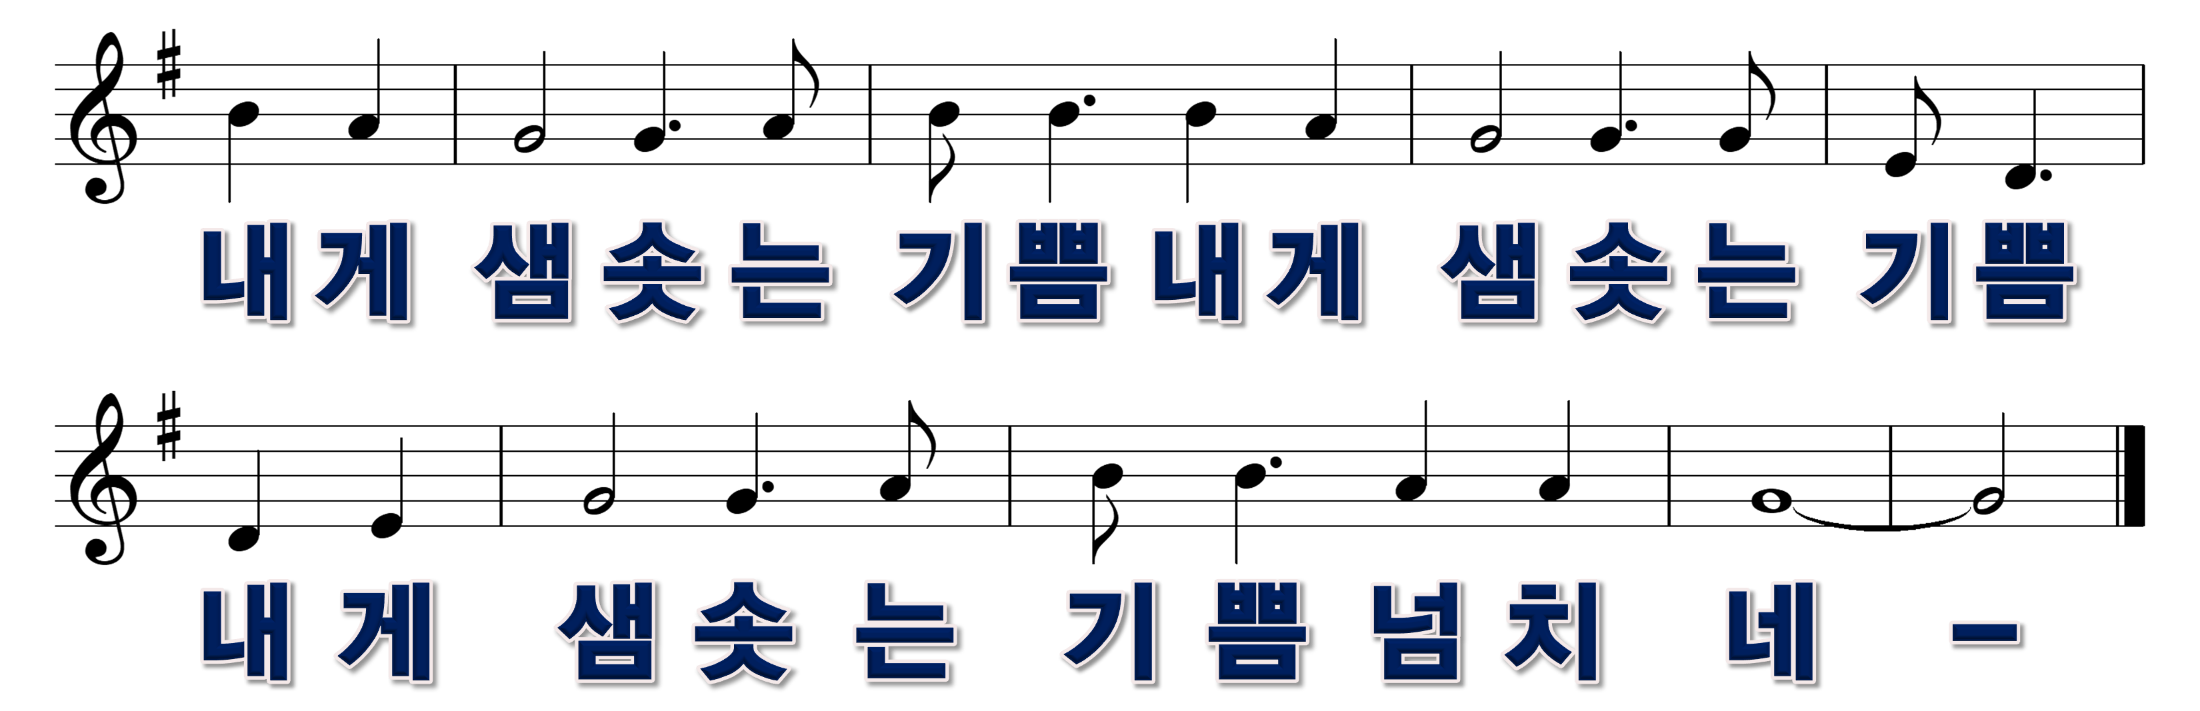 내게 샘솟는 기쁨 내게 샘솟는 기쁨
내게 샘솟는 기쁨 넘치 네 -